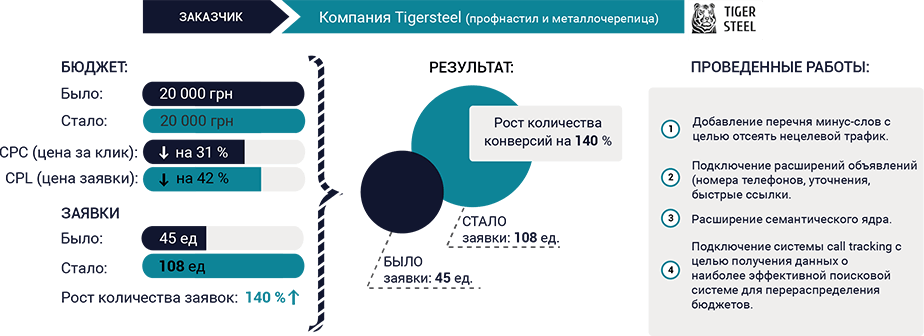 ЗАКАЗЧИК
Компания Tigersteel (профнастил и металлочерепица)
TIGER
STEEL
БЮДЖЕТ:
Было: 20 000 грн
Стало: 20 000 грн
CPC (цена за клик): ↓ на 31 %
CPL (цена заявки): ↓ на 42 %
ЗАЯВКИ
Было: 45 ед
Стало: 108 ед
Рост количества заявок: 140 % ↑
РЕЗУЛЬТАТ:
Рост количества
конверсий на 140 %
СТАЛО
заявки: 108 ед.
БЫЛО
заявки: 45 ед.
ПРОВЕДЕННЫЕ РАБОТЫ:
1 Добавление перечня минус-слов с
целью отсеять нецелевой трафик.
2 Подключение расширений объявлений
(номера телефонов, уточнения,
быстрые ссылки.
3 Расширение семантического ядра.
4 Подключение системы call tracking с
целью получения данных о
наиболее эффективной поисковой
системе для перераспределения
бюджетов.